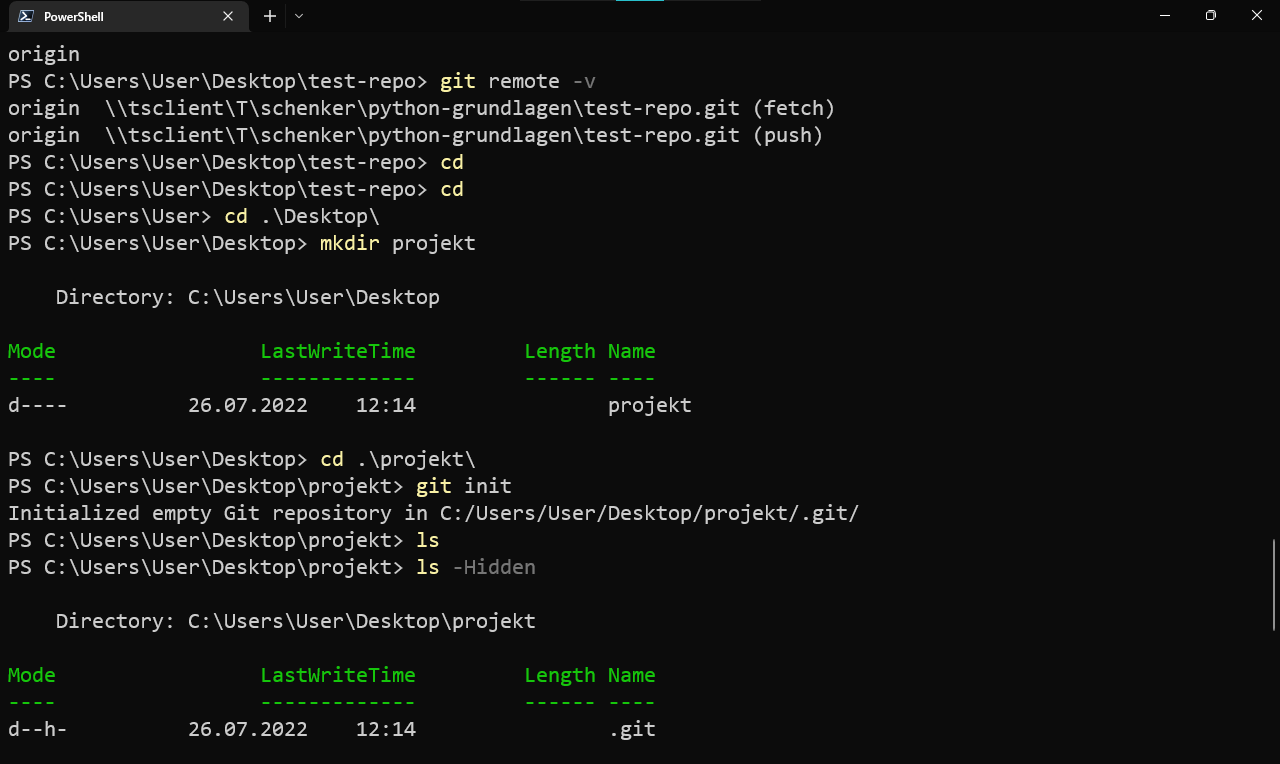 PowerShell
origin
PS C:\Users\User\Desktop\test-repo> git remote -v
origin  \\tsclient\T\schenker\python-grundlagen\test-repo.git (fetch)
origin  \\tsclient\T\schenker\python-grundlagen\test-repo.git (push)
PS C:\Users\User\Desktop\test-repo> cd
PS C:\Users\User\Desktop\test-repo> cd
PS C:\Users\User> cd .\Desktop\
PS C:\Users\User\Desktop> mkdir projekt
    Directory: C:\Users\User\Desktop
Mode                 LastWriteTime         Length Name
----                 -------------         ------ ----
d----          26.07.2022    12:14                projekt
PS C:\Users\User\Desktop> cd .\projekt\
PS C:\Users\User\Desktop\projekt> git init
Initialized empty Git repository in C:/Users/User/Desktop/projekt/.git/
PS C:\Users\User\Desktop\projekt> ls
PS C:\Users\User\Desktop\projekt> ls -Hidden
    Directory: C:\Users\User\Desktop\projekt
Mode                 LastWriteTime         Length Name
----                 -------------         ------ ----
d--h-          26.07.2022    12:14                .git